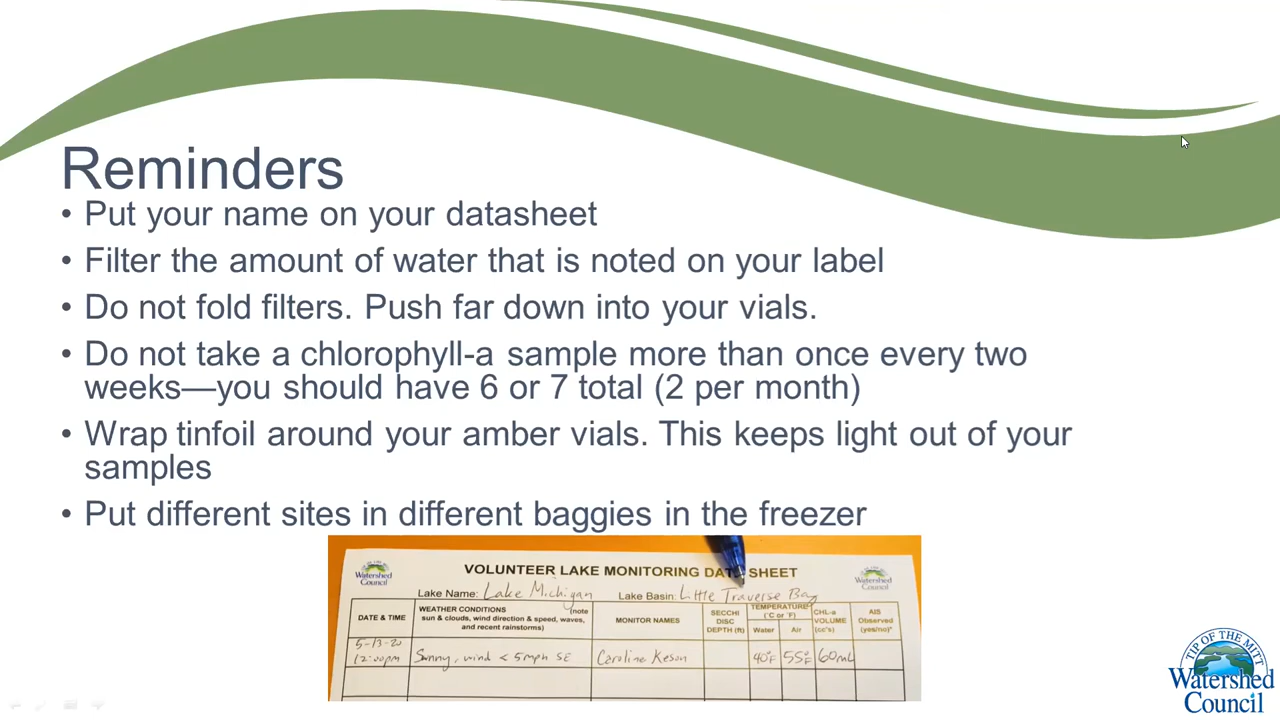 Reminders
• Put your name on your datasheet
• Filter the amount of water that is noted on your label
• Do not fold filters. Push far down into your vials.
• Do not take a chlorophyll-a sample more than once every two
weeks—you should have 6 or 7 total (2 per month)
• Wrap tinfoil around your amber vials. This keeps light out of your
samples
• Put different sites in different baggies in the freezer
VOLUNTEER LAKE MONITORING DATA SHEET
Watershed
Council
Watershed
Council
Lake Name: Lake Michigan Lake Basin: Little Traverse Bay
DATE & TIME
WEATHER CONDITIONS (note
sun & clouds, wind direction & speed, waves,
and recent rainstorms)
MONITOR NAMES
SECCHI
DISC
DEPTH (ft)
TEMPERATURE
(°C or °F)
Water Air
CHL-a
VOLUME
(cc's)
AIS
Observed
(yes/no)*
5-13-20
12:00pm Sunny, wind < 5mph SE Caroline Keson 40°F 55°F 60mL
TIP OF THE MITT
Watershed
Council